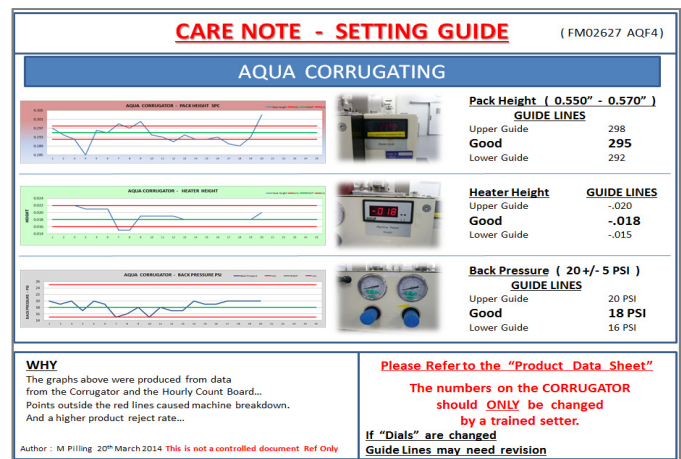 CARE NOTE - SETTING GUIDE
( FM02627 AQF4 )
AQUA CORRUGATING
AQUA CORRUGATOR - PACK HEIGHT SPC
Pack Height ( 0.550” - 0.570” )
GUIDE LINES
Upper Guide 298
Good 295
Lower Guide 292
AQUA CORRUGATOR - HEATER HEIGHT
HEIGHT
-.018
Heater Height GUIDE LINES
Upper Guide -.020
Good -.018
Lower Guide -.015
AQUA CORRUGATOR - BACK PRESSURE PSI
BACK PRESSURE - PSI
Back Pressure ( 20 +/- 5 PSI )
GUIDE LINES
Upper Guide 20 PSI
Good 18 PSI
Lower Guide 16 PSI
WHY
The graphs above were produced from data
from the Corrugator and the Hourly Count Board...
Points outside the red lines caused machine breakdown.
And a higher product reject rate...
Author : M Pilling 20th March 2014 This is not a controlled document Ref Only
Please Refer to the “Product Data Sheet”
The numbers on the CORRUGATOR
should ONLY be changed
by a trained setter.
If “Dials” are changed
Guide Lines may need revision